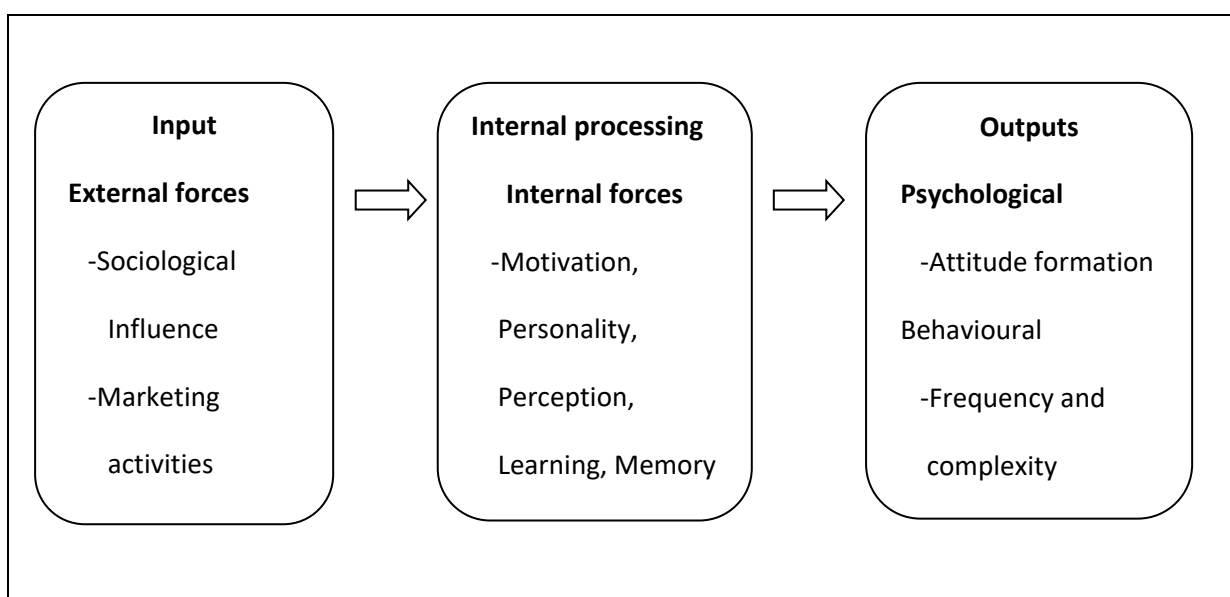 Input
External forces
-Sociological
Influence
-Marketing
activities
Internal processing
Internal forces
-Motivation,
Personality,
Perception,
Learning, Memory
Outputs
Psychological
-Attitude formation
Behavioural
-Frequency and
complexity